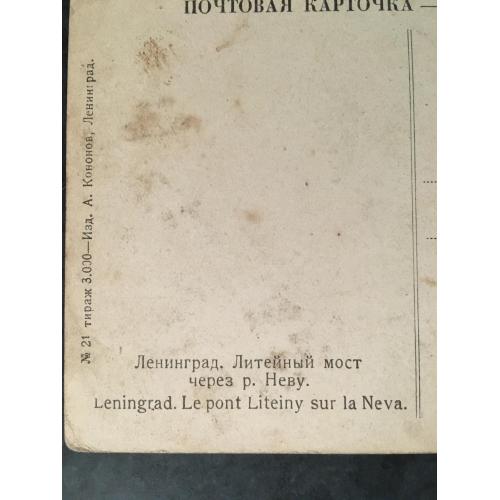 ПОЧТОВАЯ КАРТОЧКА —
№ 21 тираж 3.000—Изд. А. Кононов, Ленинград.
Ленинград. Литейный мост
через р. Неву.
Leningrad. Le pont Liteiny sur la Neva.